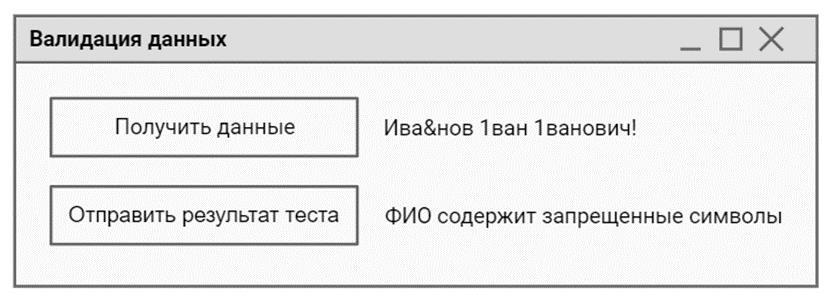 Валидация данных
Получить данные Ива&нов 1ван 1ванович!
Отправить результат теста ФИО содержит запрещенные символы